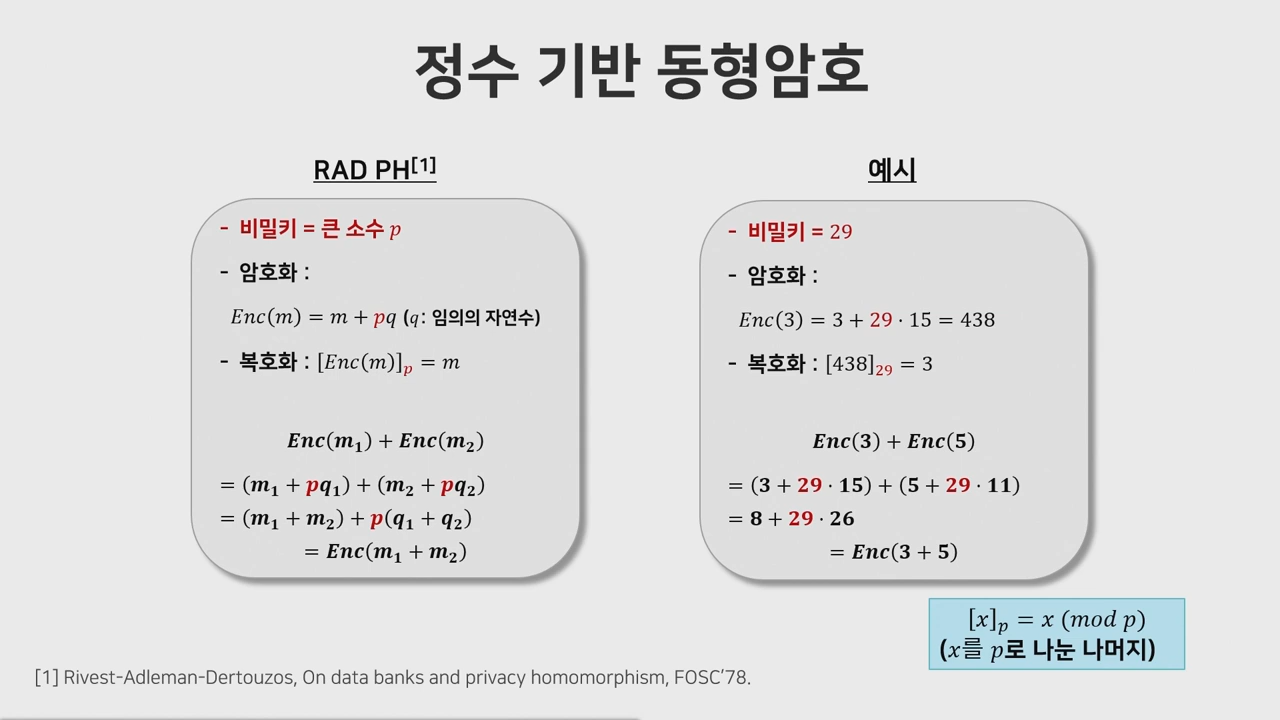 정수 기반 동형암호
RAD PH[1]
- 비밀키 = 큰 소수 p
- 암호화 :
Enc(m) = m + pq (q: 임의의 자연수)
- 복호화 : [Enc(m)]p = m
Enc(m1) + Enc(m2)
= (m1 + pq1) + (m2 + pq2)
= (m1 + m2) + p(q1 + q2)
= Enc(m1 + m2)
예시
- 비밀키 = 29
- 암호화 :
Enc(3) = 3 + 29 · 15 = 438
- 복호화 : [438]29 = 3
Enc(3) + Enc(5)
= (3 + 29 · 15) + (5 + 29 · 11)
= 8 + 29 · 26
= Enc(3 + 5)
[x]p = x (mod p)
(x를 p로 나눈 나머지)
[1] Rivest-Adleman-Dertouzos, On data banks and privacy homomorphism, FOSC’78.